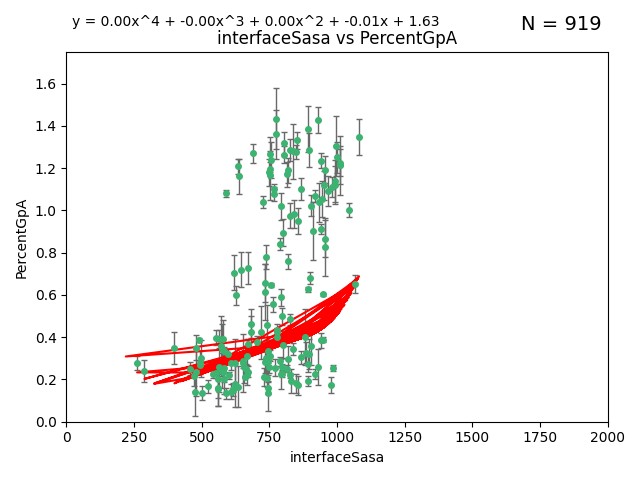 y = 0.00x^4 + -0.00x^3 + 0.00x^2 + -0.01x + 1.63
N = 919
interfaceSasa vs PercentGpA
PercentGpA
1.6
1.4
1.2
1.0
0.8
0.6
0.4
0.2
0.0
0 250 500 750 1000 1250 1500 1750 2000
interfaceSasa